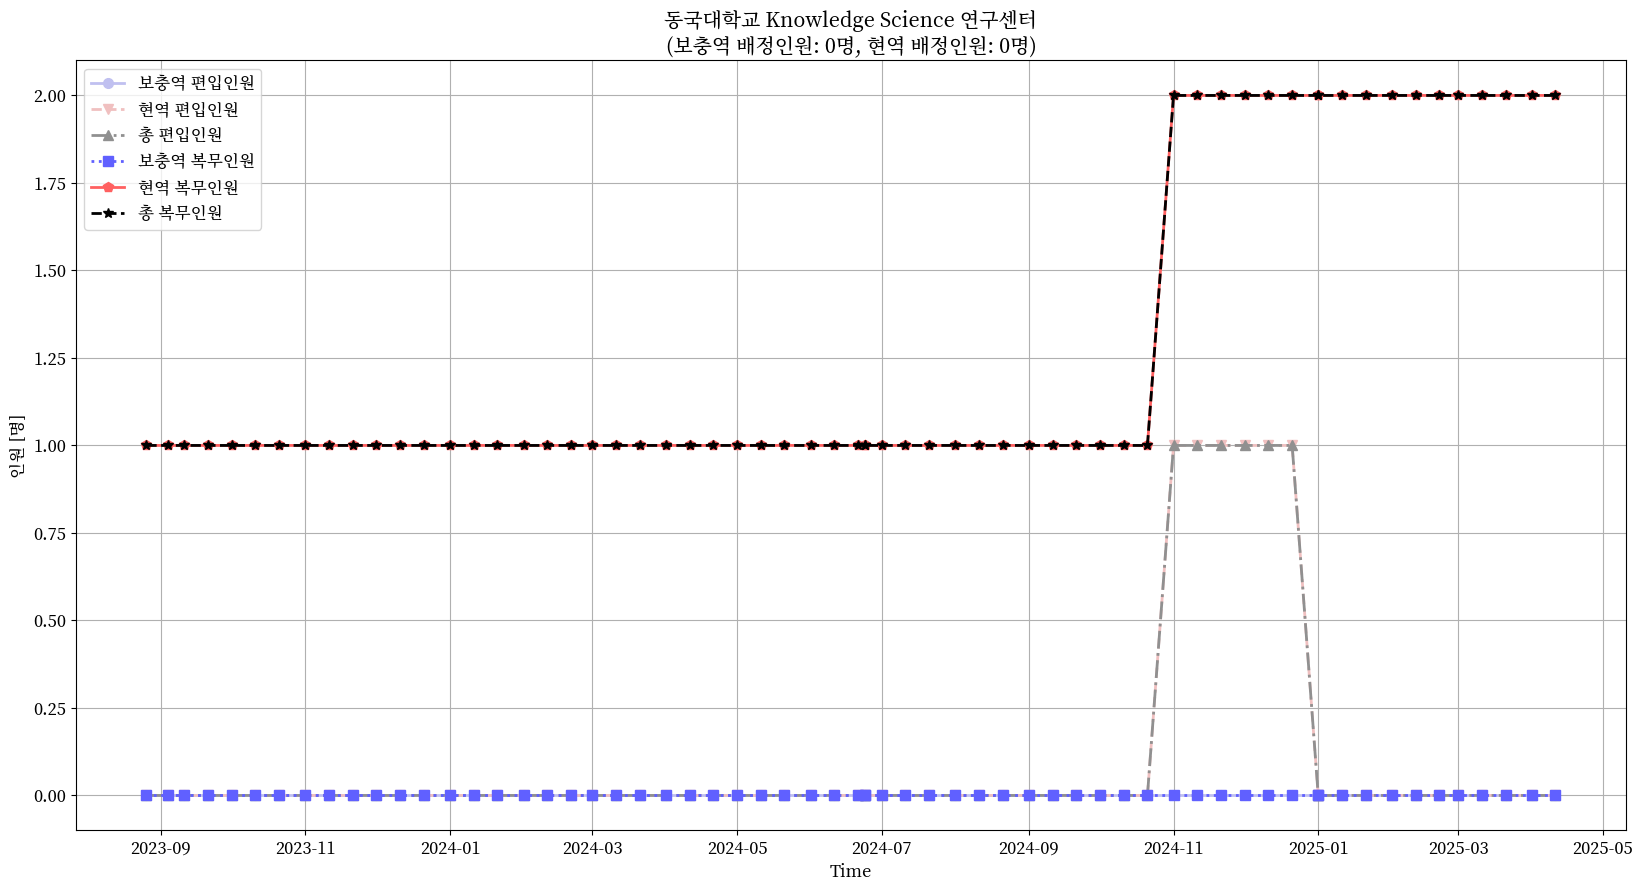 동국대학교 Knowledge Science 연구센터
(보충역 배정인원: 0명, 현역 배정인원: 0명)
보충역 편입인원
현역 편입인원
총 편입인원
보충역 복무인원
현역 복무인원
총 복무인원
2.00
1.75
1.50
1.25
1.00
0.75
0.50
0.25
0.00
인원 [명]
2023-09 2023-11 2024-01 2024-03 2024-05 2024-07 2024-09 2024-11 2025-01 2025-03 2025-05
Time